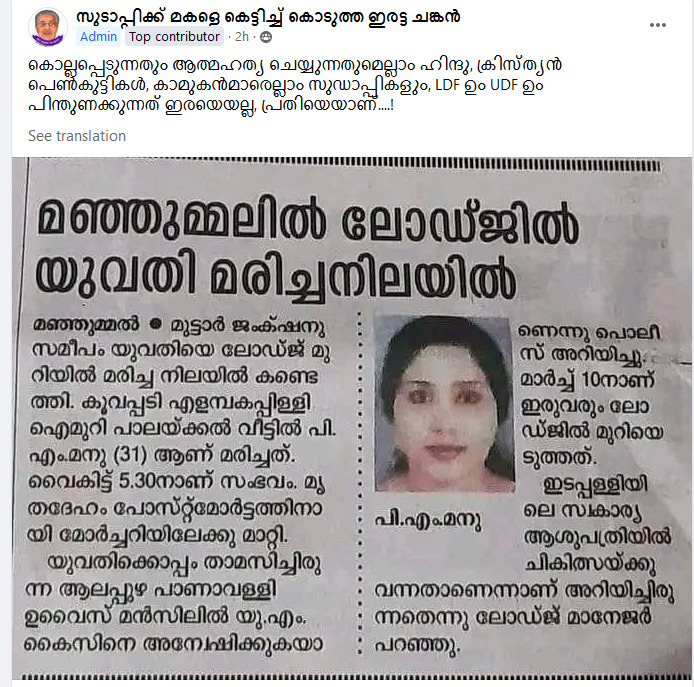 സുടാപ്പിക്ക് മകളെ കെട്ടിച്ച് കൊടുത്ത ഇരട്ട ചങ്കൻ
Admin Top contributor · 2h ·
കൊല്ലപ്പെടുന്നതും ആത്മഹത്യ ചെയ്യുന്നതുമെല്ലാം ഹിന്ദു, ക്രിസ്ത്യൻ
പെൺകുട്ടികൾ, കാമുകൻമാരെല്ലാം സുഡാപ്പികളും, LDF ഉം UDF ഉം
പിന്തുണക്കുന്നത് ഇരയെയല്ല, പ്രതിയെയാണ്....!
See translation
മഞ്ഞുമ്മലിൽ ലോഡ്ജിൽ
യുവതി മരിച്ചനിലയിൽ
മഞ്ഞുമ്മൽ ● മുട്ടാർ ജംക്‌ഷനു
സമീപം യുവതിയെ ലോഡ്ജ് മു
റിയിൽ മരിച്ച നിലയിൽ കണ്ടെ
ത്തി. കൂവപ്പടി എളമ്പകപ്പിള്ളി
ഐമുറി പാലയ്ക്കൽ വീട്ടിൽ പി.
എം.മനു (31) ആണ് മരിച്ചത്.
വൈകിട്ട് 5.30നാണ് സംഭവം. മൃ
തദേഹം പോസ്റ്റ്മോർട്ടത്തിനാ
യി മോർച്ചറിയിലേക്കു മാറ്റി.
യുവതിക്കൊപ്പം താമസിച്ചിരു
ന്ന ആലപ്പുഴ പാണാവള്ളി
ഉവൈസ് മൻസിലിൽ യു.എം.
കൈസിനെ അന്വേഷിക്കുകയാ
പി.എം.മനു
ണെന്നു പൊലീ
സ് അറിയിച്ചു.
മാർച്ച് 10നാണ്
ഇരുവരും ലോ
ഡ്ജിൽ മുറിയെ
ടുത്തത്.
ഇടപ്പള്ളിയി
ലെ സ്വകാര്യ
ആശുപത്രിയിൽ
ചികിത്സയ്ക്കു
വന്നതാണെന്നാണ് അറിയിച്ചിരു
ന്നതെന്നു ലോഡ്ജ് മാനേജർ
പറഞ്ഞു.